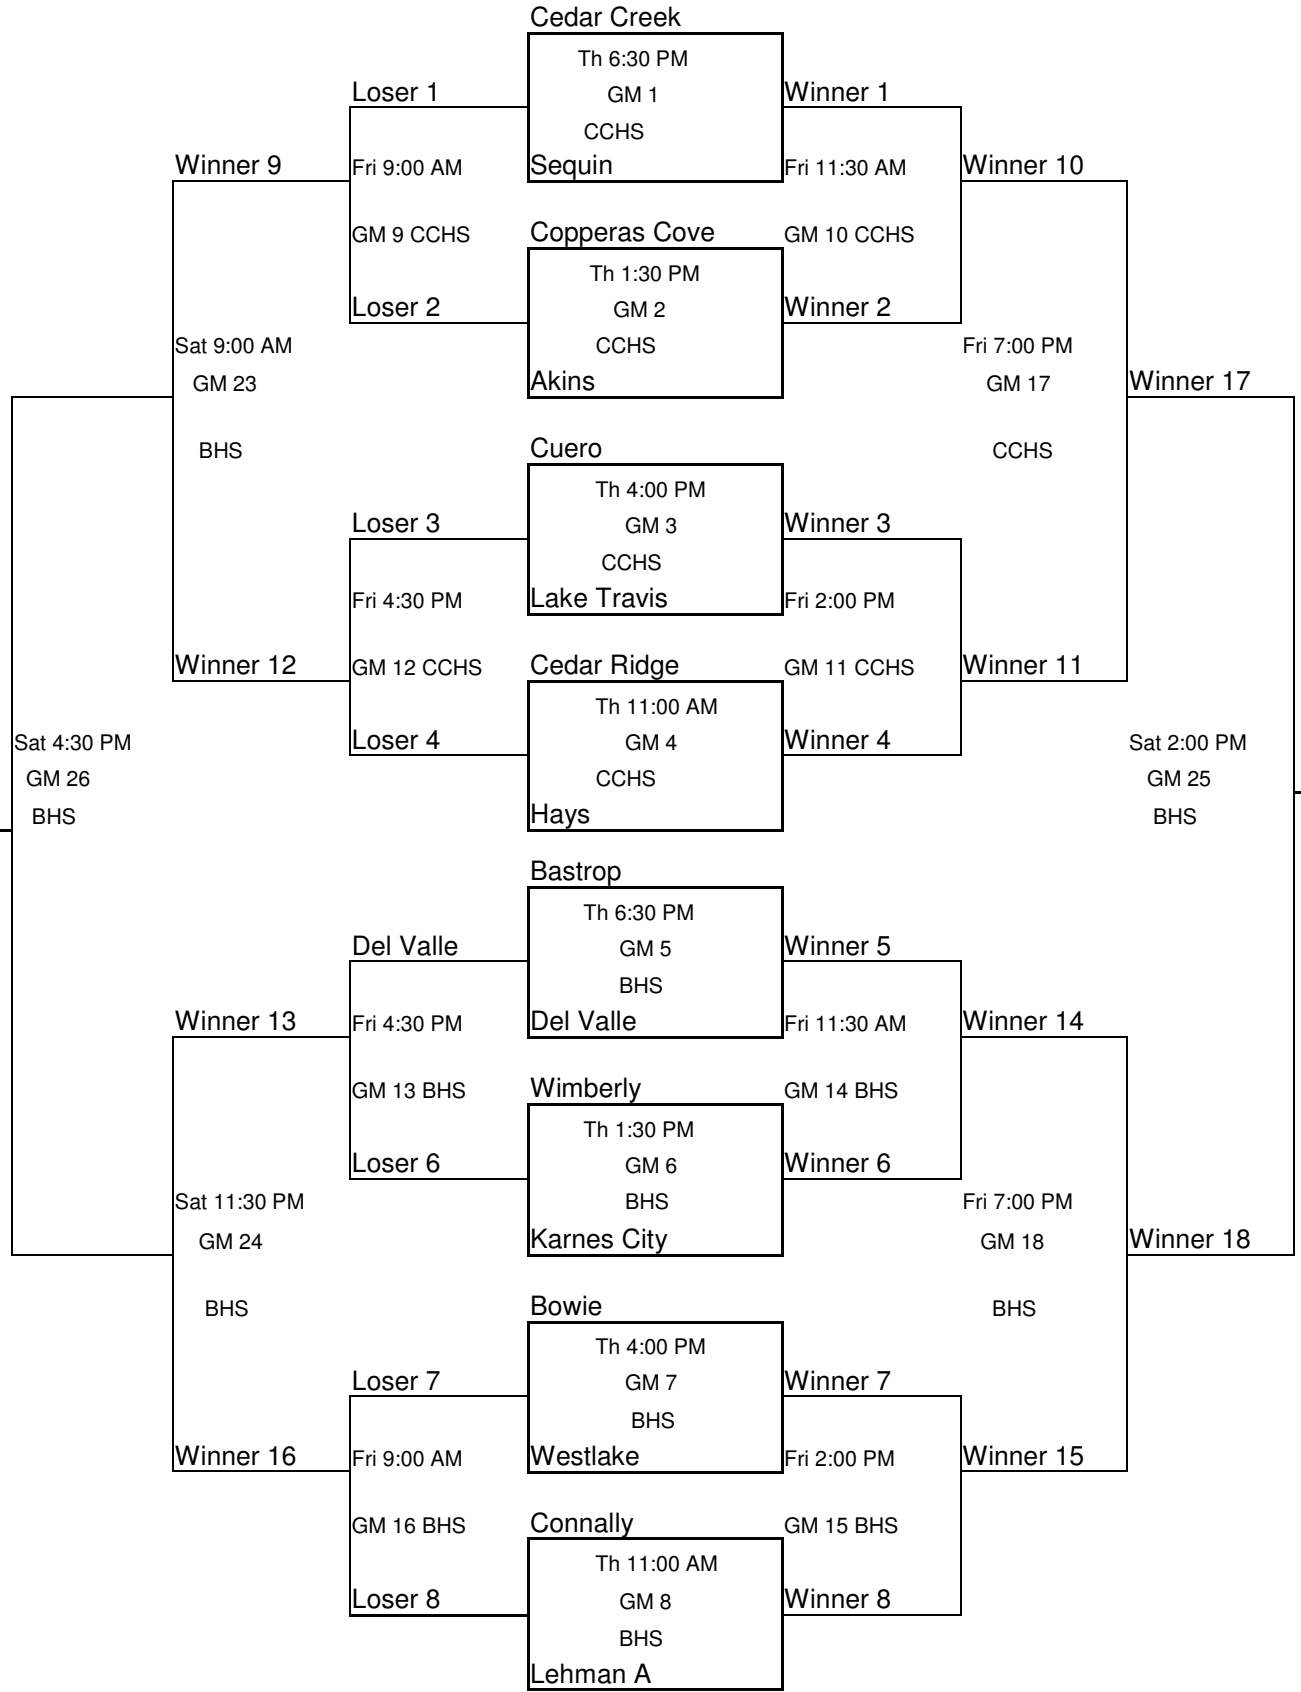 Cedar Creek
Th 6:30 PM
Loser 1
GM 1
Winner 1
CCHS
Winner 9
Fri 9:00 AM
Sequin
Fri 11:30 AM
Winner 10
GM 9 CCHS
Copperas Cove
GM 10 CCHS
Th 1:30 PM
Loser 2
GM 2
Winner 2
Sat 9:00 AM
CCHS
Fri 7:00 PM
GM 23
Akins
GM 17
Winner 17
BHS
Cuero
CCHS
Th 4:00 PM
Loser 3
GM 3
Winner 3
CCHS
Fri 4:30 PM
Lake Travis
Fri 2:00 PM
Winner 12
GM 12 CCHS
Cedar Ridge
GM 11 CCHS
Winner 11
Th 11:00 AM
Sat 4:30 PM
Loser 4
GM 4
Winner 4
Sat 2:00 PM
GM 26
CCHS
GM 25
BHS
Hays
BHS
Bastrop
Th 6:30 PM
Del Valle
GM 5
Winner 5
BHS
Winner 13
Fri 4:30 PM
Del Valle
Fri 11:30 AM
Winner 14
GM 13 BHS
Wimberly
GM 14 BHS
Th 1:30 PM
Loser 6
GM 6
Winner 6
Sat 11:30 PM
BHS
Fri 7:00 PM
GM 24
Karnes City
GM 18
Winner 18
BHS
Bowie
BHS
Th 4:00 PM
Loser 7
GM 7
Winner 7
BHS
Winner 16
Fri 9:00 AM
Westlake
Fri 2:00 PM
Winner 15
GM 16 BHS
Connally
GM 15 BHS
Th 11:00 AM
Loser 8
GM 8
Winner 8
BHS
Lehman A